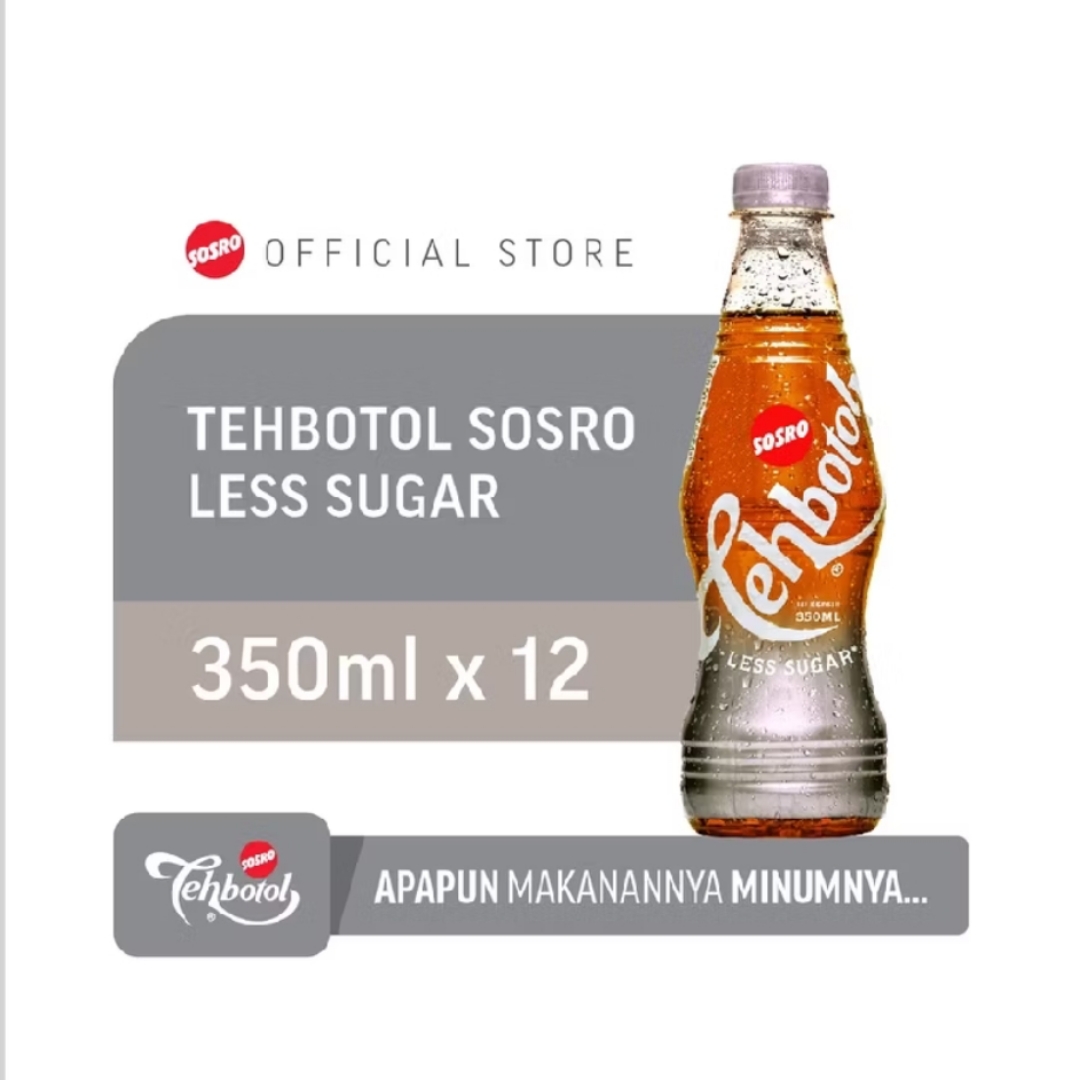 SOSRO OFFICIAL STORE
TEHBOTOL SOSRO
LESS SUGAR
350ml x 12
SOSRO
Tehbotol
350ML
LESS SUGAR
SOSRO
Tehbotol
APAPUN MAKANANNYA MINUMNYA...